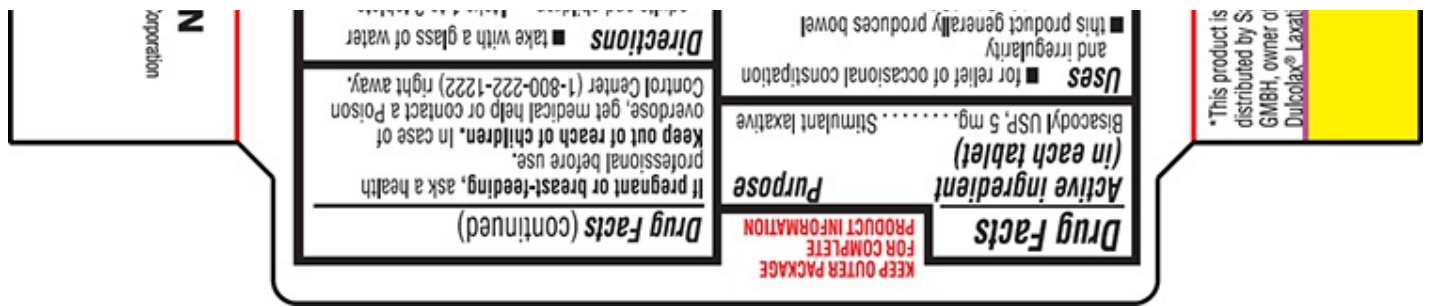 KEEP OUTER PACKAGE
FOR COMPLETE
PRODUCT INFORMATION
Drug Facts
Active ingredient
(in each tablet)
Purpose
Bisacodyl USP, 5 mg. . . . . . . . Stimulant laxative
Uses ■ for relief of occasional constipation
and irregularity
■ this product generally produces bowel
Drug Facts (continued)
If pregnant or breast-feeding, ask a health
professional before use.
Keep out of reach of children. In case of
overdose, get medical help or contact a Poison
Control Center (1-800-222-1222) right away.
Directions ■ take with a glass of water
*This product is
distributed by
GMBH, owner of
Dulcolax® Laxati
Corporation
N